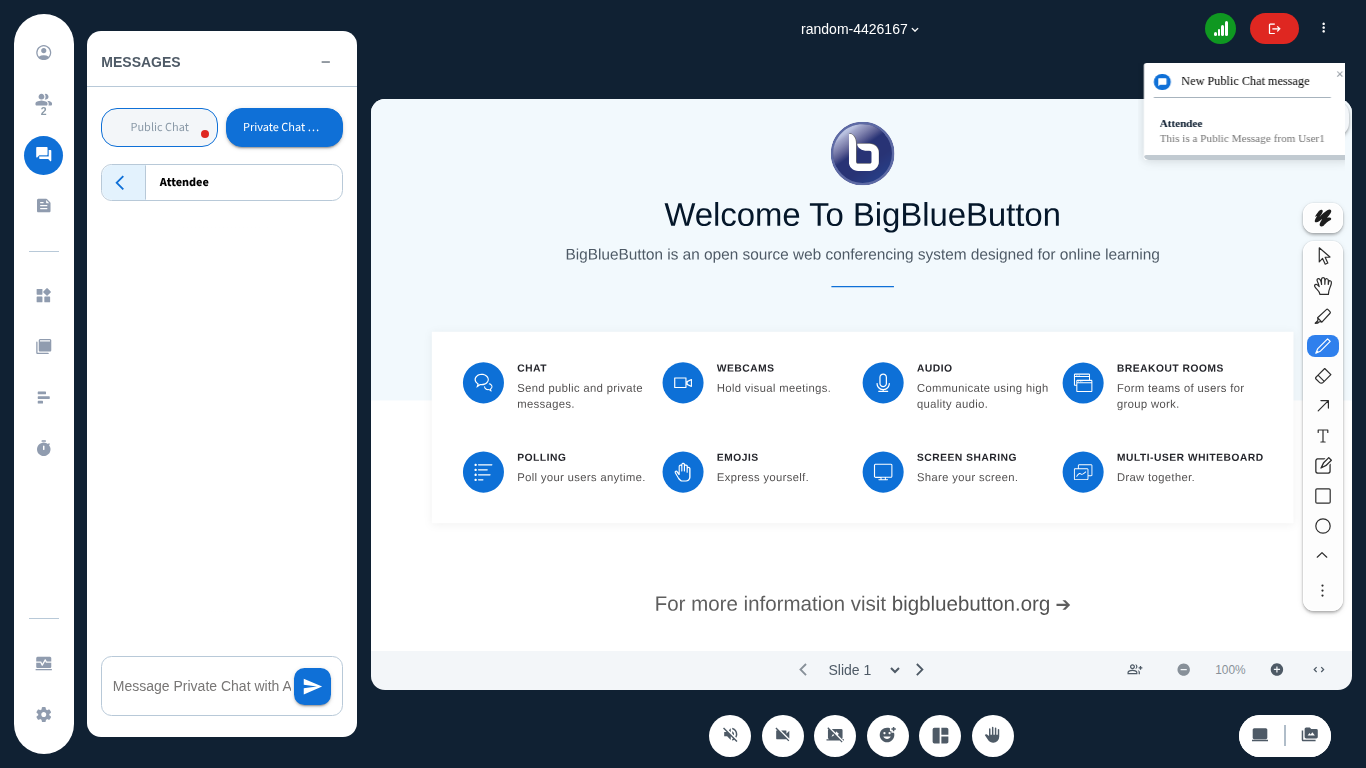 random-4426167
2
MESSAGES
Public Chat
Private Chat ...
Attendee
Message Private Chat with A
New Public Chat message
Attendee
This is a Public Message from User1
Welcome To BigBlueButton
BigBlueButton is an open source web conferencing system designed for online learning
CHAT
Send public and private
messages.
WEBCAMS
Hold visual meetings.
AUDIO
Communicate using high
quality audio.
BREAKOUT ROOMS
Form teams of users for
group work.
POLLING
Poll your users anytime.
EMOJIS
Express yourself.
SCREEN SHARING
Share your screen.
MULTI-USER WHITEBOARD
Draw together.
For more information visit bigbluebutton.org ➔
Slide 1
100%